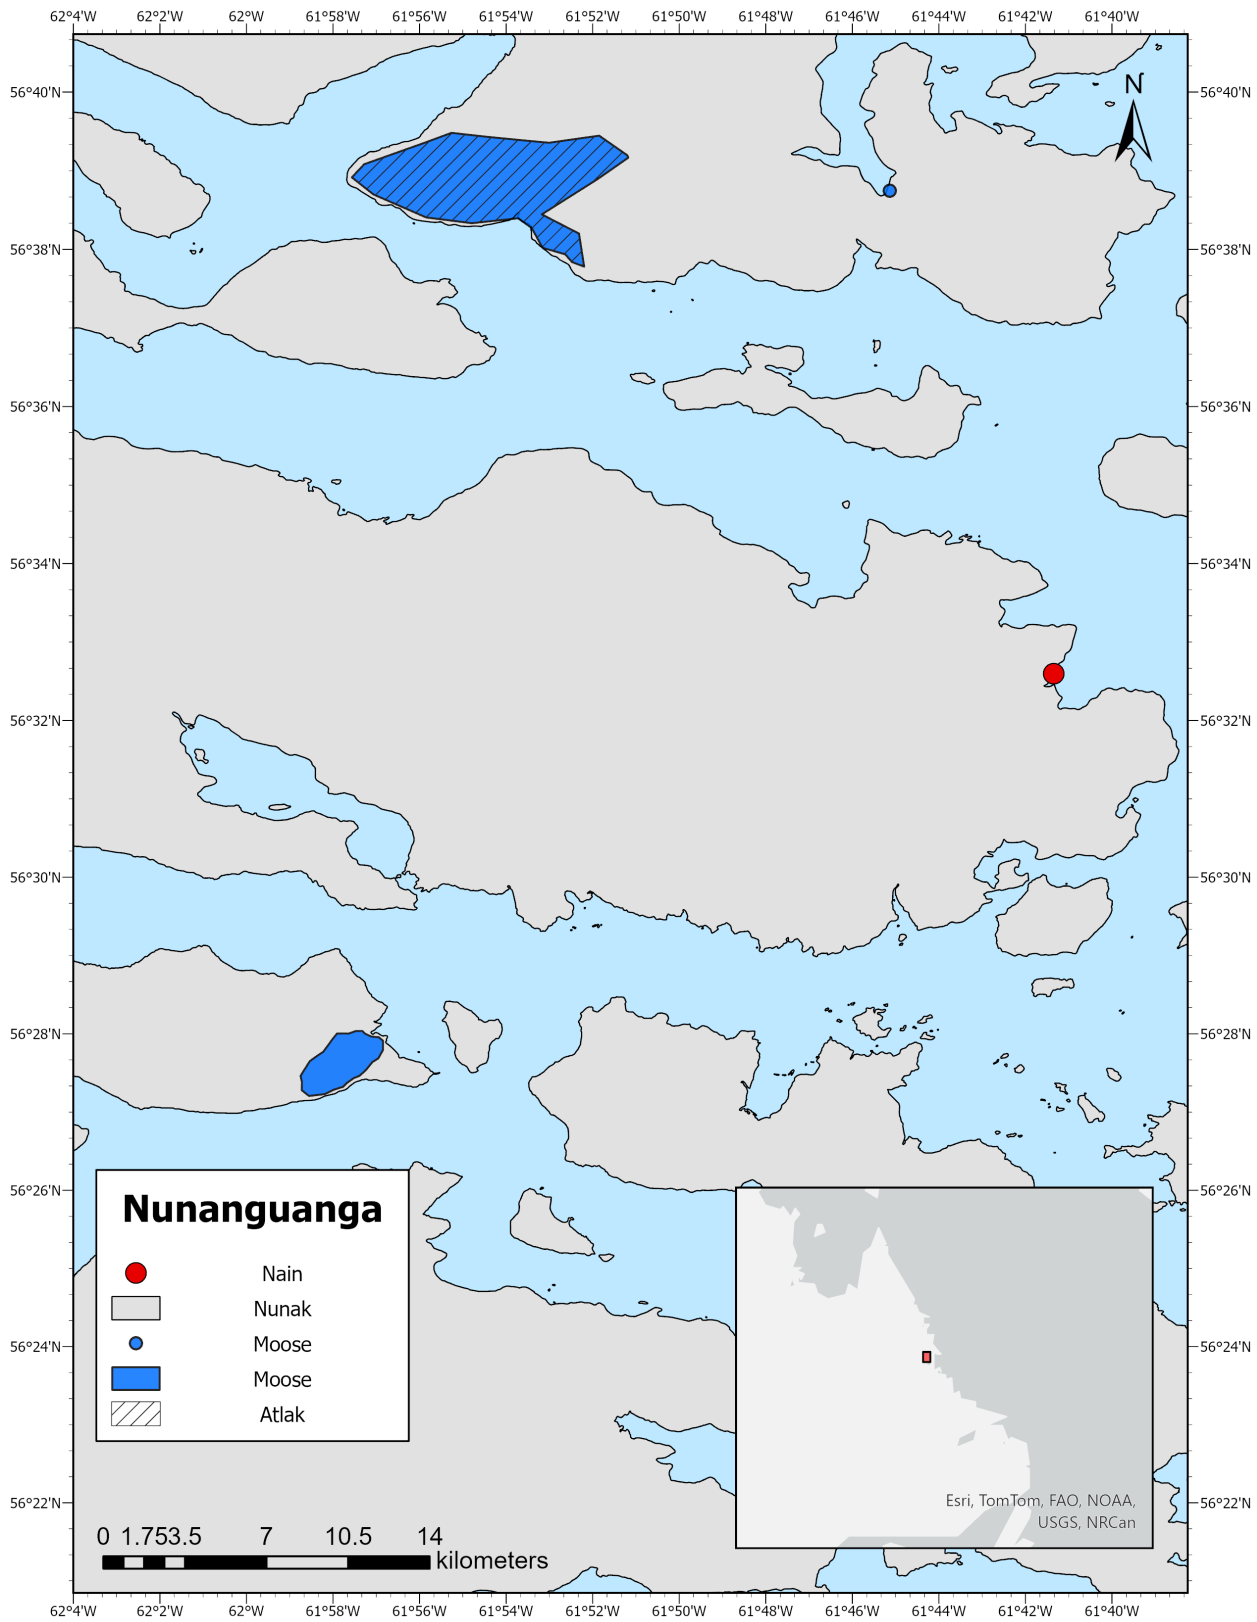 62°4'W 62°2'W 62°W 61°58'W 61°56'W 61°54'W 61°52'W 61°50'W 61°48'W 61°46'W 61°44'W 61°42'W 61°40'W
N
56°40'N 56°40'N
56°38'N 56°38'N
56°36'N 56°36'N
56°34'N 56°34'N
56°32'N 56°32'N
56°30'N 56°30'N
56°28'N 56°28'N
56°26'N 56°26'N
56°24'N 56°24'N
56°22'N 56°22'N
Nunanguanga
Nain
Nunak
Moose
Moose
Atlak
Esri, TomTom, FAO, NOAA,
USGS, NRCan
0 1.753.5 7 10.5 14
kilometers
62°4'W 62°2'W 62°W 61°58'W 61°56'W 61°54'W 61°52'W 61°50'W 61°48'W 61°46'W 61°44'W 61°42'W 61°40'W